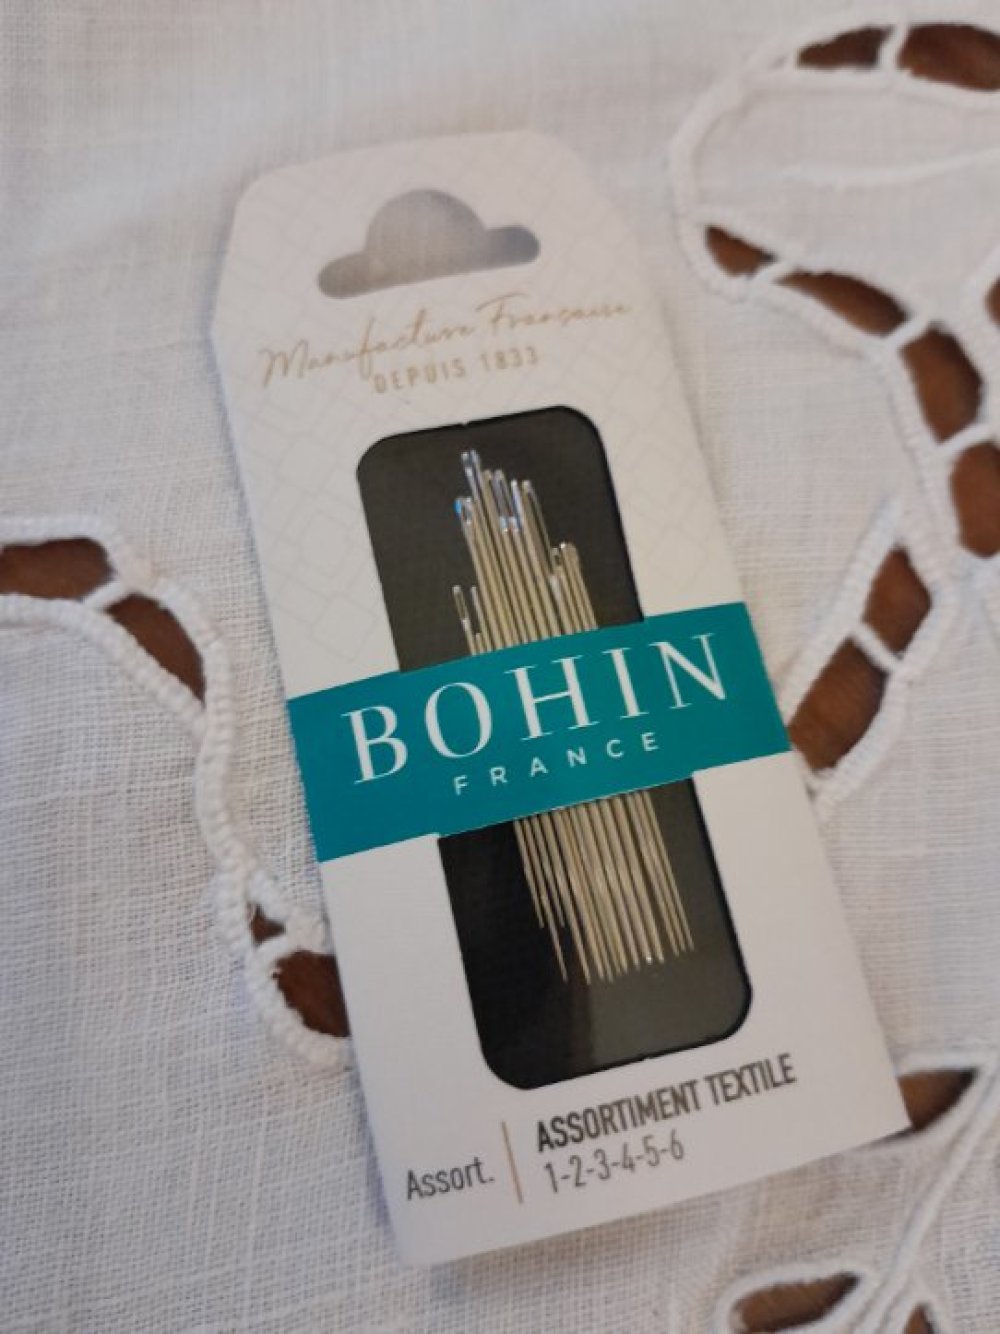 Manufacture Française
DEPUIS 1833
BOHIN
FRANCE
Assort.
ASSORTIMENT TEXTILE
1-2-3-4-5-6